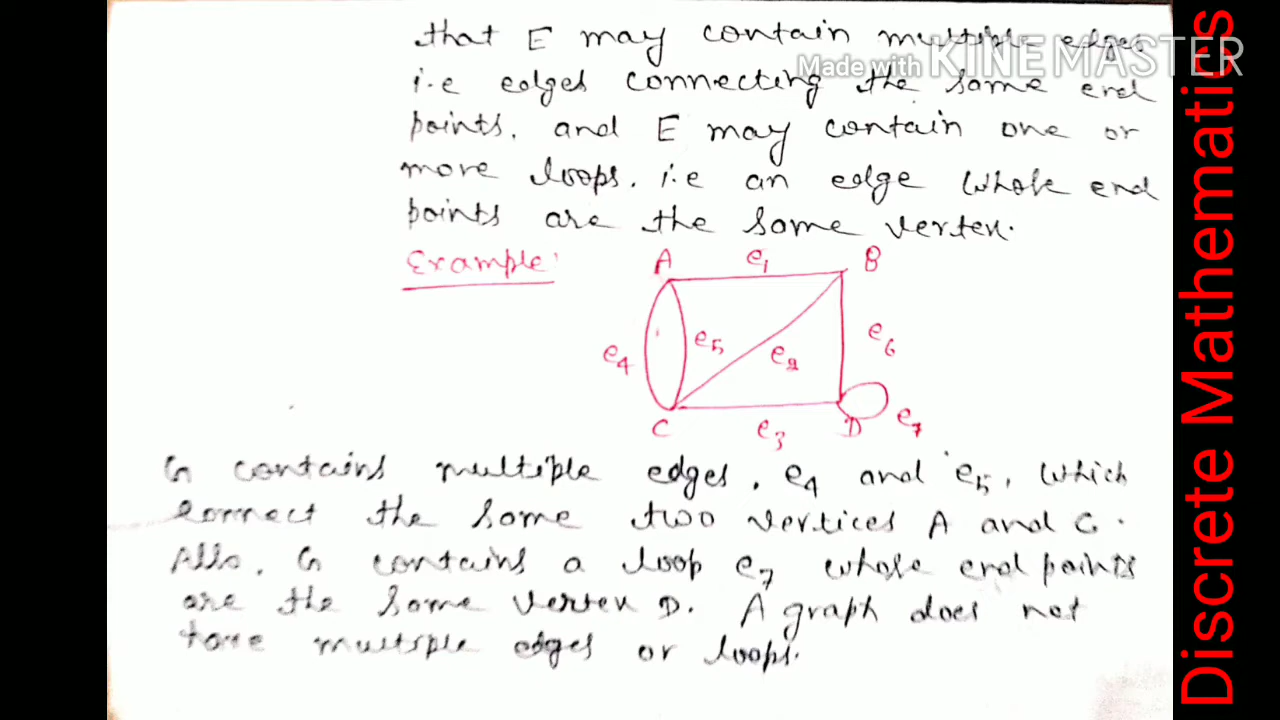 that E may contain multiple edges
Made with KINEMASTER
i.e edges connecting the same end
points. and E may contain one or
more loops. i.e an edge whose end
points are the same vertex.
Example:
A e1 B
e4 e5 e2 e6
C e3 D e7
G contains multiple edges, e4 and e5, which
connect the same two vertices A and C.
Also, G contains a loop e7 whose end points
are the same vertex D. A graph does not
have multiple edges or loops.
Discrete Mathematics